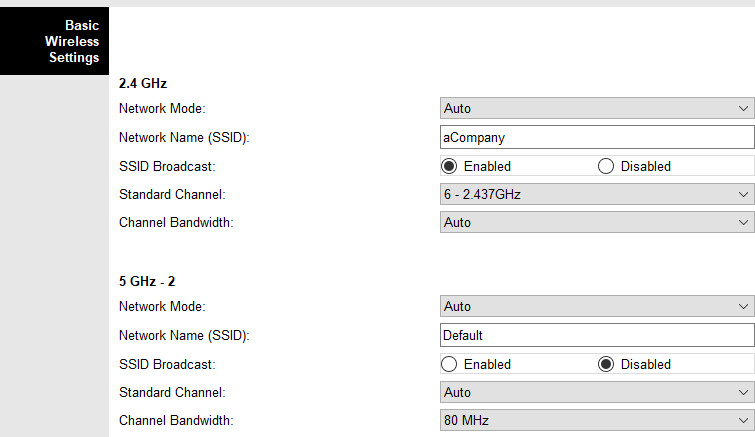 Basic
Wireless
Settings
2.4 GHz
Network Mode: Auto
Network Name (SSID): aCompany
SSID Broadcast: Enabled Disabled
Standard Channel: 6 - 2.437GHz
Channel Bandwidth: Auto
5 GHz - 2
Network Mode: Auto
Network Name (SSID): Default
SSID Broadcast: Enabled Disabled
Standard Channel: Auto
Channel Bandwidth: 80 MHz